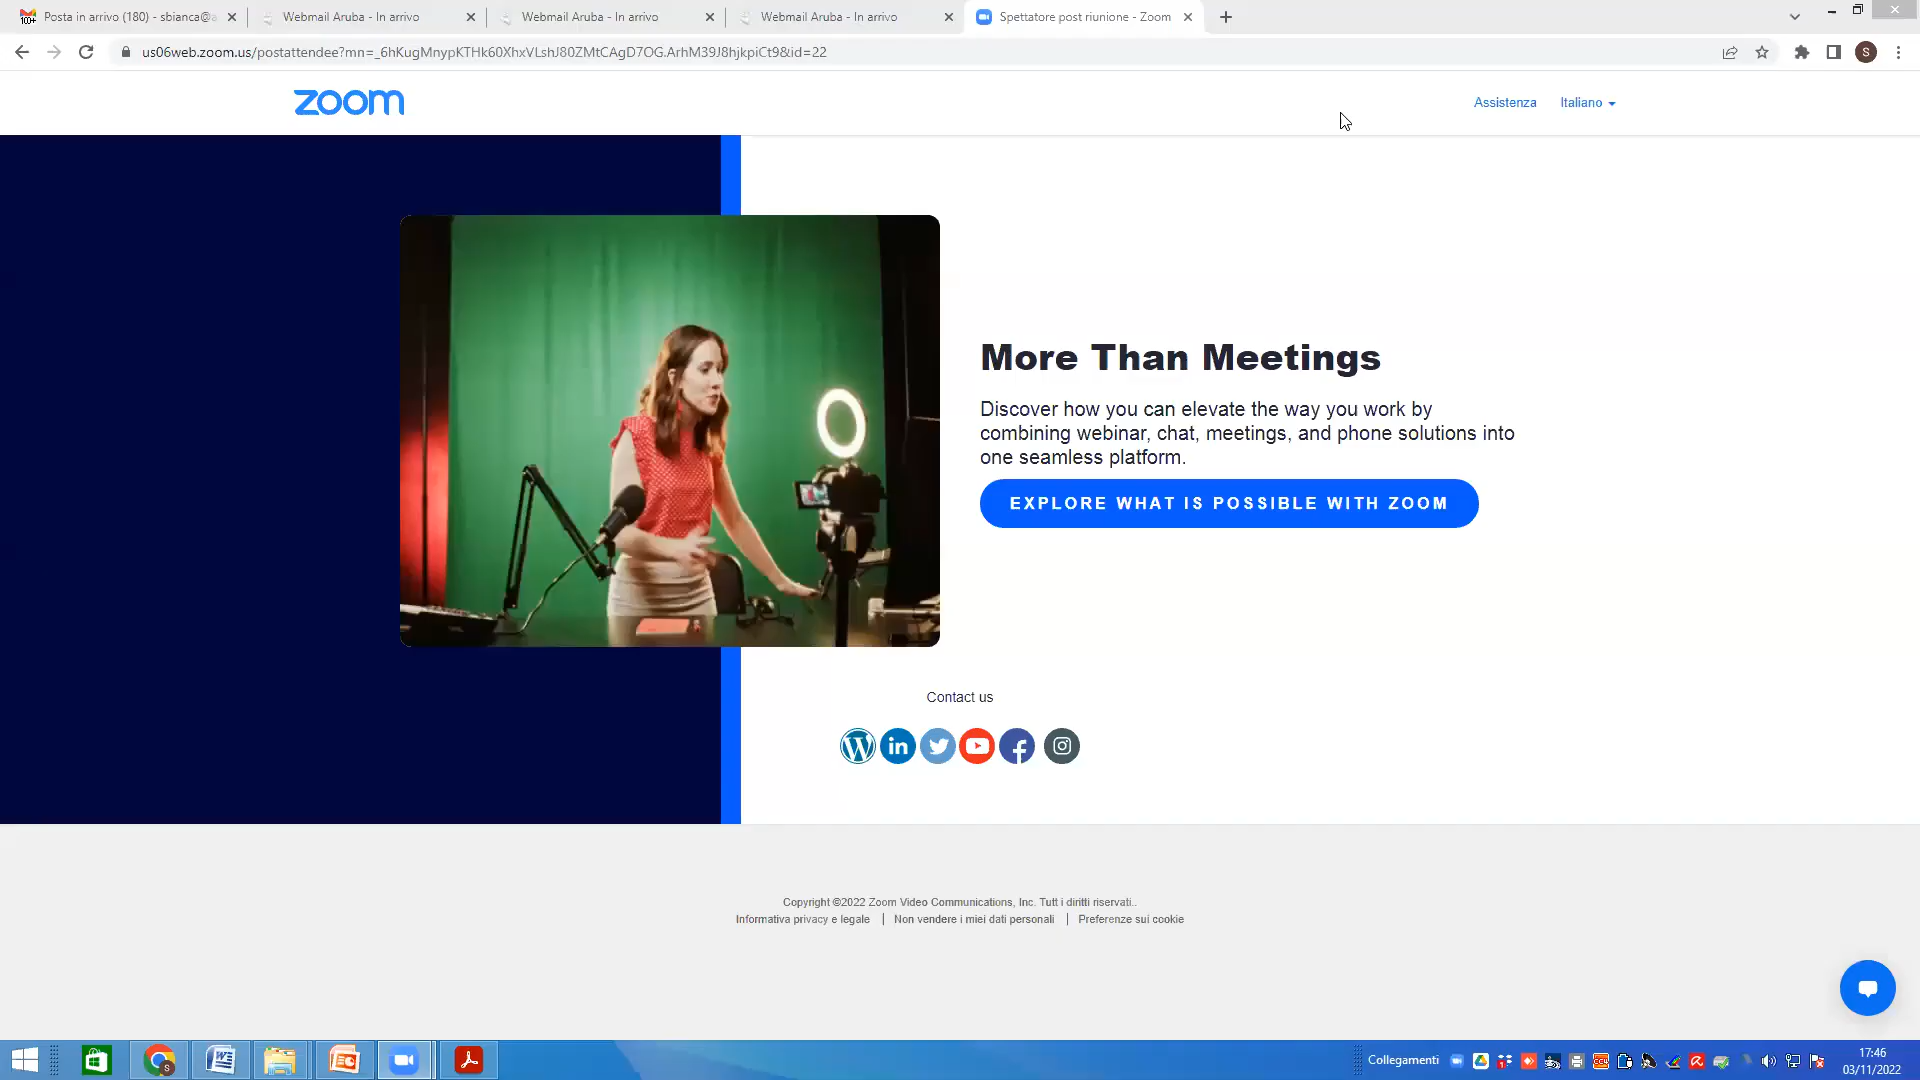 Posta in arrivo (180) - sbianca@a
Webmail Aruba - In arrivo
Webmail Aruba - In arrivo
Webmail Aruba - In arrivo
Spettatore post riunione - Zoom
us06web.zoom.us/postattendee?mn=_6hKugMnypKTHk60XhxVLshJ80ZMtCAgD7OG.ArhM39J8hjkpiCt9&id=22
S
zoom
Assistenza
Italiano
More Than Meetings
Discover how you can elevate the way you work by
combining webinar, chat, meetings, and phone solutions into
one seamless platform.
EXPLORE WHAT IS POSSIBLE WITH ZOOM
Contact us
Copyright ©2022 Zoom Video Communications, Inc. Tutt i diritti riservati..
Informativa privacy e legale | Non vendere i miei dati personali | Preferenze sui cookie
Collegamenti
17:46
03/11/2022